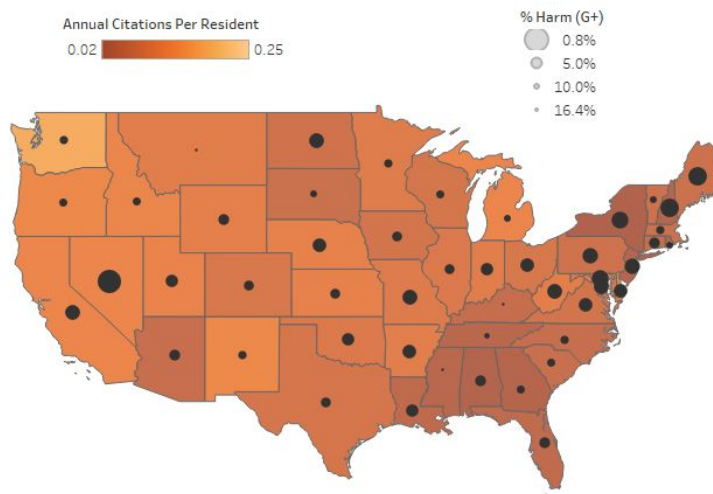 Annual Citations Per Resident
0.02 0.25
% Harm (G+)
0.8%
5.0%
10.0%
16.4%